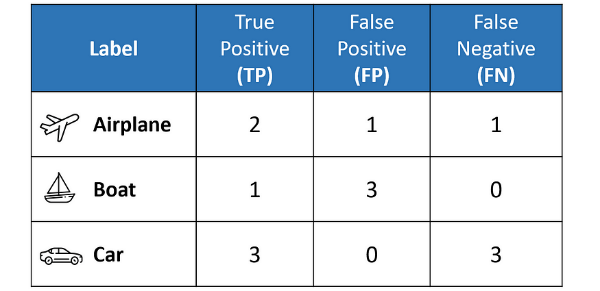 Label
True
Positive
(TP)
False
Positive
(FP)
False
Negative
(FN)
Airplane 2 1 1
Boat 1 3 0
Car 3 0 3